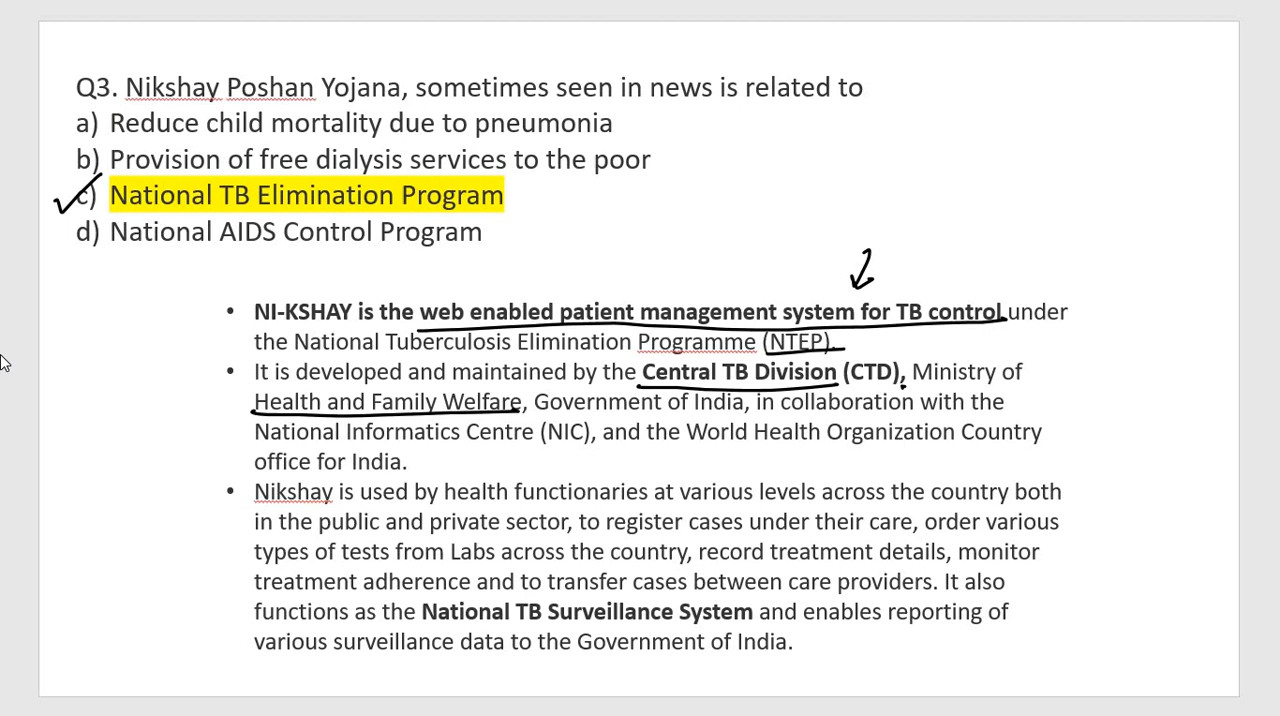 Q3. Nikshay Poshan Yojana, sometimes seen in news is related to
a) Reduce child mortality due to pneumonia
b) Provision of free dialysis services to the poor
c) National TB Elimination Program
d) National AIDS Control Program
• NI-KSHAY is the web enabled patient management system for TB control under
the National Tuberculosis Elimination Programme (NTEP).
• It is developed and maintained by the Central TB Division (CTD), Ministry of
Health and Family Welfare, Government of India, in collaboration with the
National Informatics Centre (NIC), and the World Health Organization Country
office for India.
• Nikshay is used by health functionaries at various levels across the country both
in the public and private sector, to register cases under their care, order various
types of tests from Labs across the country, record treatment details, monitor
treatment adherence and to transfer cases between care providers. It also
functions as the National TB Surveillance System and enables reporting of
various surveillance data to the Government of India.